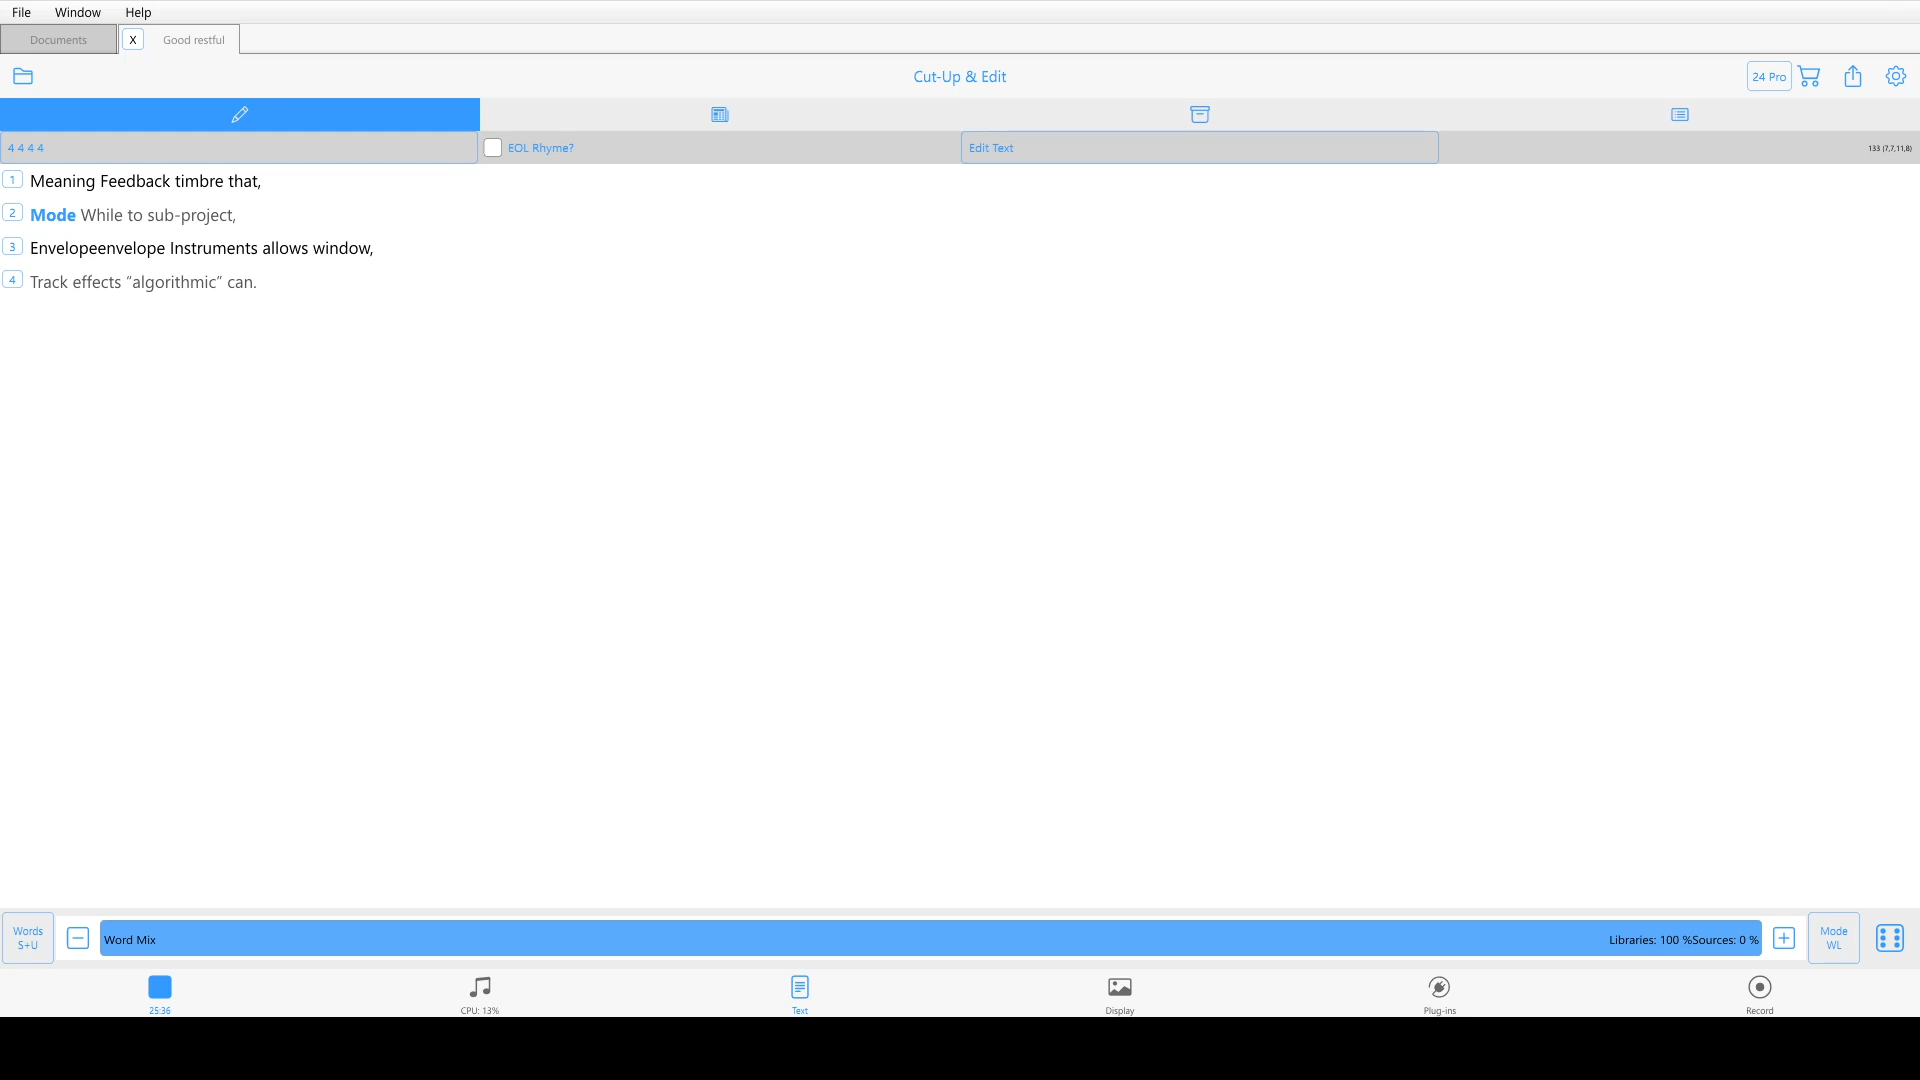 File Window Help
Documents X Good restful
Cut-Up & Edit 24 Pro
4 4 4 4 EOL Rhyme? Edit Text 133 (7,7,11,8)
1 Meaning Feedback timbre that,
2 Mode While to sub-project,
3 Envelopeenvelope Instruments allows window,
4 Track effects “algorithmic” can.
Words
S+U
Word Mix Libraries: 100 %Sources: 0 %
Mode
WL
25:36 CPU: 13% Text Display Plug-ins Record